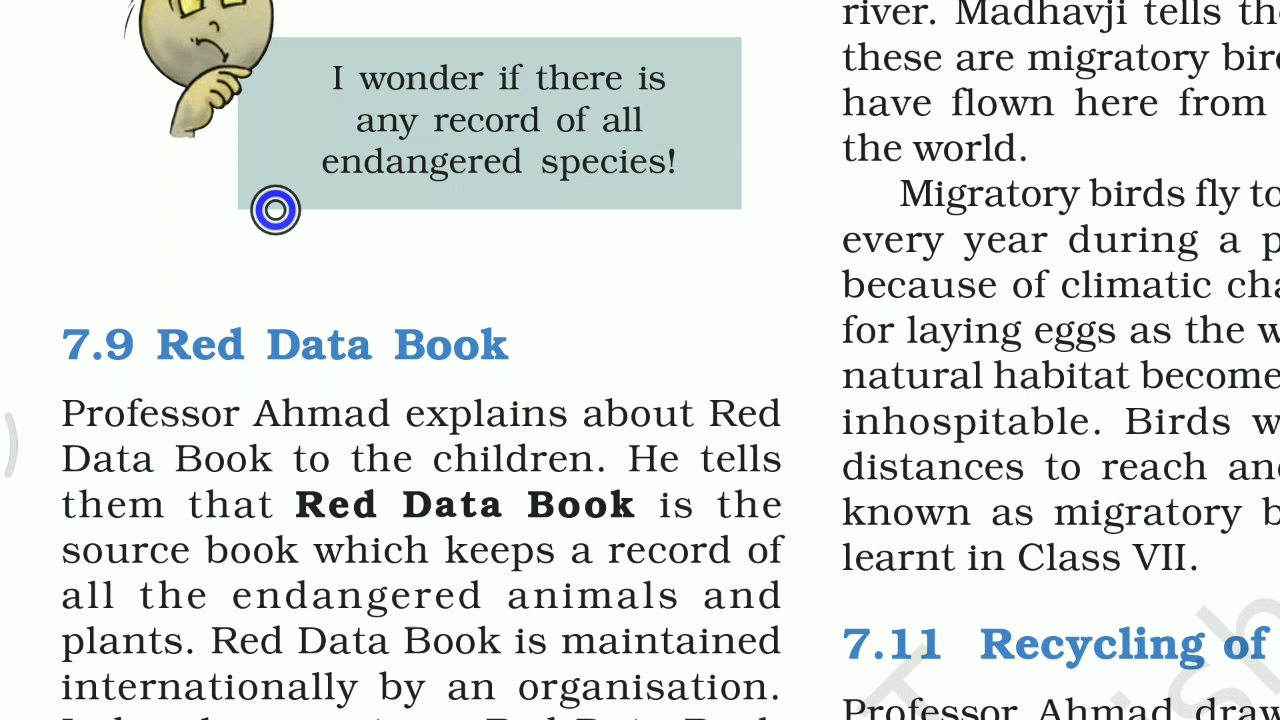 I wonder if there is
any record of all
endangered species!
7.9 Red Data Book
Professor Ahmad explains about Red
Data Book to the children. He tells
them that Red Data Book is the
source book which keeps a record of
all the endangered animals and
plants. Red Data Book is maintained
internationally by an organisation.
river. Madhavji tells
these are migratory
have flown here from
the world.
Migratory birds fly
every year during a
because of climatic
for laying eggs as the
natural habitat
inhospitable. Birds
distances to reach
known as migratory
learnt in Class VII.
7.11 Recycling of
Professor Ahmad